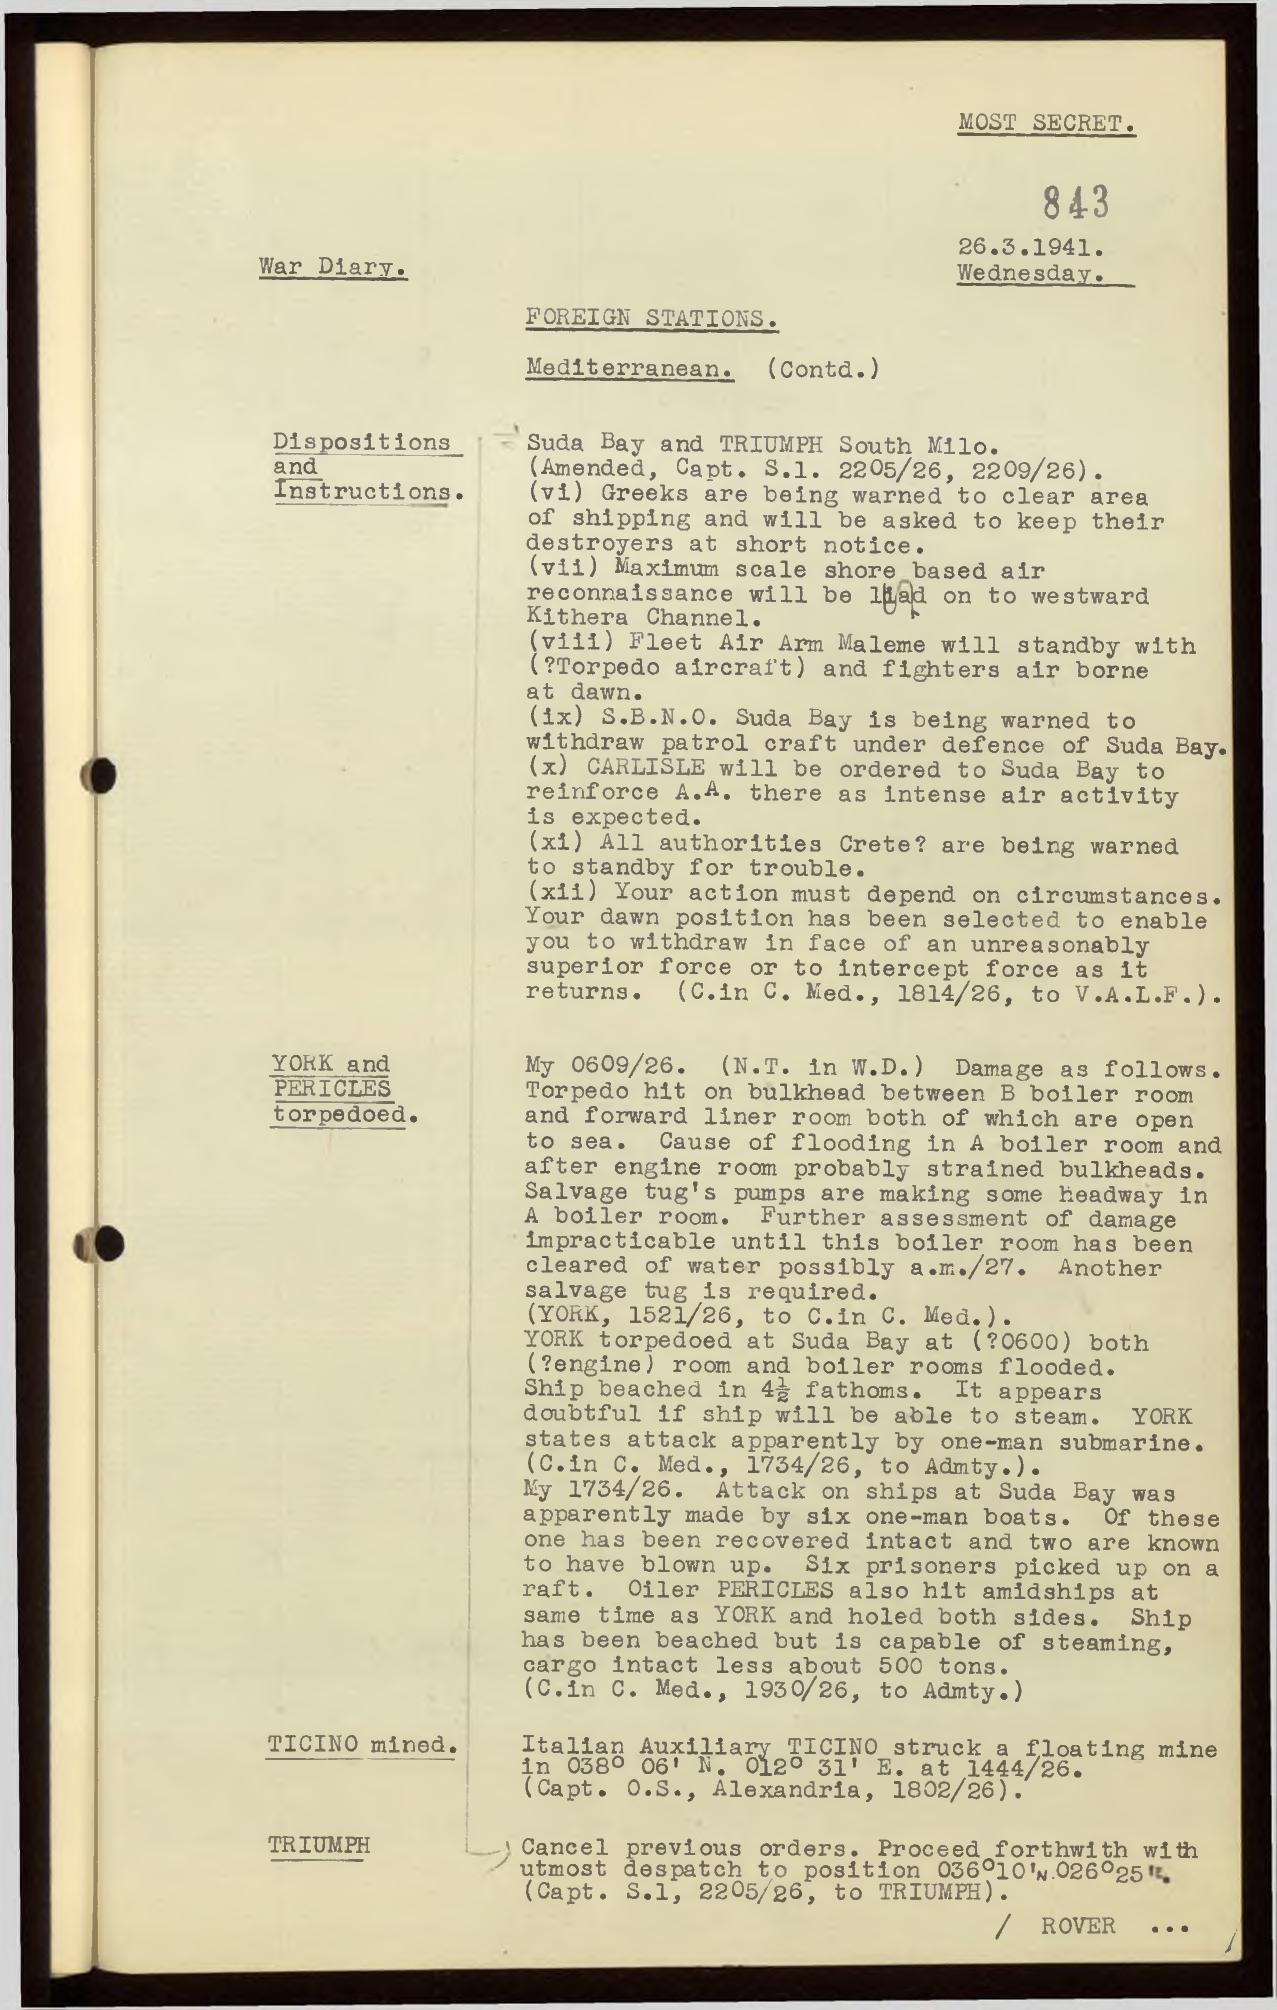 MOST SECRET.
843
26.3.1941.
War Diary.
Wednesday.
FOREIGN STATIONS.
Mediterranean. (Contd.)
Dispositions
and
Instructions.
Suda Bay and TRIUMPH South Milo.
(Amended, Capt. S.1. 2205/26, 2209/26).
(vi) Greeks are being warned to clear area
of shipping and will be asked to keep their
destroyers at short notice.
(vii) Maximum scale shore based air
reconnaissance will be laid on to westward
Kithera Channel.
(viii) Fleet Air Arm Maleme will standby with
(?Torpedo aircraft) and fighters air borne
at dawn.
(ix) S.B.N.O. Suda Bay is being warned to
withdraw patrol craft under defence of Suda Bay.
(x) CARLISLE will be ordered to Suda Bay to
reinforce A.A. there as intense air activity
is expected.
(xi) All authorities Crete? are being warned
to standby for trouble.
(xii) Your action must depend on circumstances.
Your dawn position has been selected to enable
you to withdraw in face of an unreasonably
superior force or to intercept force as it
returns. (C.in C. Med., 1814/26, to V.A.L.F.).
YORK and
PERICLES
torpedoed.
My 0609/26. (N.T. in W.D.) Damage as follows.
Torpedo hit on bulkhead between B boiler room
and forward liner room both of which are open
to sea. Cause of flooding in A boiler room and
after engine room probably strained bulkheads.
Salvage tug's pumps are making some headway in
A boiler room. Further assessment of damage
impracticable until this boiler room has been
cleared of water possibly a.m./27. Another
salvage tug is required.
(YORK, 1521/26, to C.in C. Med.).
YORK torpedoed at Suda Bay at (?0600) both
(?engine) room and boiler rooms flooded.
Ship beached in 4½ fathoms. It appears
doubtful if ship will be able to steam. YORK
states attack apparently by one-man submarine.
(C.in C. Med., 1734/26, to Admty.).
My 1734/26. Attack on ships at Suda Bay was
apparently made by six one-man boats. Of these
one has been recovered intact and two are known
to have blown up. Six prisoners picked up on a
raft. Oiler PERICLES also hit amidships at
same time as YORK and holed both sides. Ship
has been beached but is capable of steaming,
cargo intact less about 500 tons.
(C.in C. Med., 1930/26, to Admty.)
TICINO mined.
Italian Auxiliary TICINO struck a floating mine
in 038° 06' N. 012° 31' E. at 1444/26.
(Capt. O.S., Alexandria, 1802/26).
TRIUMPH
Cancel previous orders. Proceed forthwith with
utmost despatch to position 036°10'N.026°25'E.
(Capt. S.1, 2205/26, to TRIUMPH).
/ ROVER ...